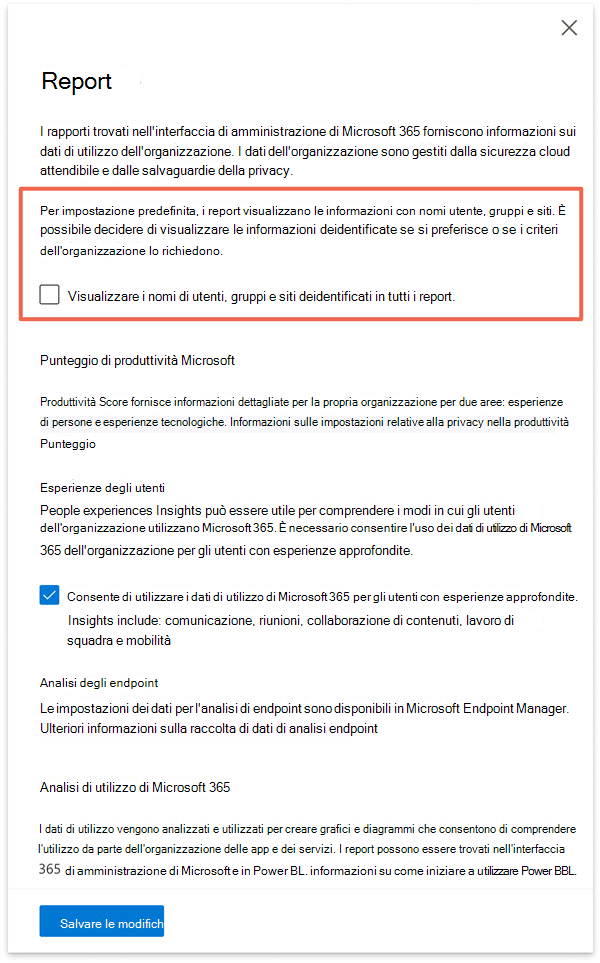 Report
I rapporti trovati nell'interfaccia di amministrazione di Microsoft 365 forniscono informazioni sui
dati di utilizzo dell'organizzazione. I dati dell'organizzazione sono gestiti dalla sicurezza cloud
attendibile e dalle salvaguardie della privacy.
Per impostazione predefinita, i report visualizzano le informazioni con nomi utente, gruppi e siti. È
possibile decidere di visualizzare le informazioni deidentificate se si preferisce o se i criteri
dell'organizzazione lo richiedono.
Visualizzare i nomi di utenti, gruppi e siti deidentificati in tutti i report.
Punteggio di produttività Microsoft
Produttività Score fornisce informazioni dettagliate per la propria organizzazione per due aree: esperienze
di persone e esperienze tecnologiche. Informazioni sulle impostazioni relative alla privacy nella produttività
Punteggio
Esperienze degli utenti
People experiences Insights può essere utile per comprendere i modi in cui gli utenti
dell'organizzazione utilizzano Microsoft 365. È necessario consentire l'uso dei dati di utilizzo di Microsoft
365 dell'organizzazione per gli utenti con esperienze approfondite.
Consente di utilizzare i dati di utilizzo di Microsoft 365 per gli utenti con esperienze approfondite.
Insights include: comunicazione, riunioni, collaborazione di contenuti, lavoro di
squadra e mobilità
Analisi degli endpoint
Le impostazioni dei dati per l'analisi di endpoint sono disponibili in Microsoft Endpoint Manager.
Ulteriori informazioni sulla raccolta di dati di analisi endpoint
Analisi di utilizzo di Microsoft 365
I dati di utilizzo vengono analizzati e utilizzati per creare grafici e diagrammi che consentono di comprendere
l'utilizzo da parte dell'organizzazione delle app e dei servizi. I report possono essere trovati nell'interfaccia
365 di amministrazione di Microsoft e in Power BL. informazioni su come iniziare a utilizzare Power BBL.
Salvare le modifich